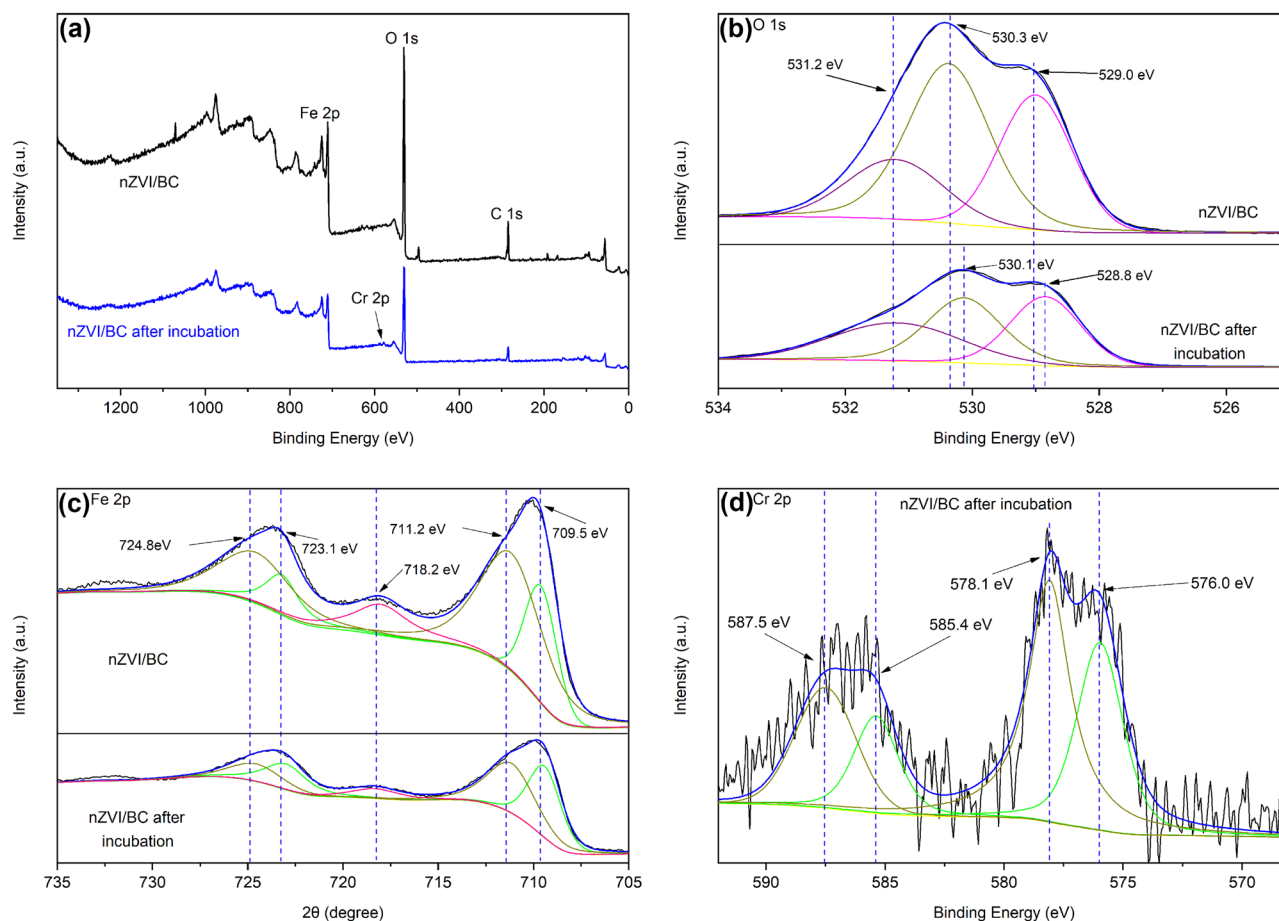 (a)
O 1s
Fe 2p
nZVI/BC
C 1s
Cr 2p
nZVI/BC after incubation
Intensity (a.u.)
1200 1000 800 600 400 200 0
Binding Energy (eV)
(b) O 1s
530.3 eV
531.2 eV
529.0 eV
nZVI/BC
530.1 eV
528.8 eV
nZVI/BC after
incubation
Intensity (a.u.)
534 532 530 528 526
Binding Energy (eV)
(c) Fe 2p
711.2 eV
709.5 eV
724.8eV
723.1 eV
718.2 eV
nZVI/BC
nZVI/BC after
incubation
Intensity (a.u.)
735 730 725 720 715 710 705
2θ (degree)
(d) Cr 2p
nZVI/BC after incubation
578.1 eV
576.0 eV
587.5 eV
585.4 eV
Intensity (a.u.)
590 585 580 575 570
Binding Energy (eV)